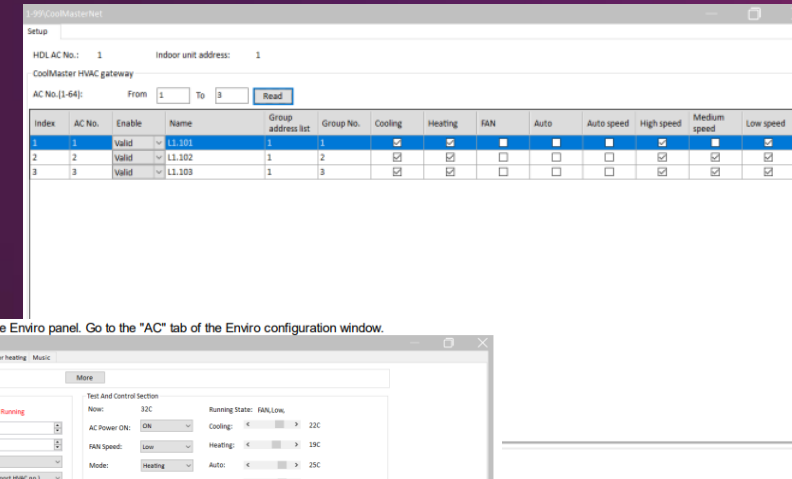 1-99\CoolMasterNet
Setup
HDL AC No.: 1 Indoor unit address: 1
CoolMaster HVAC gateway
AC No.(1-64): From 1 To 3 Read
Index AC No. Enable Name Group address list Group No. Cooling Heating FAN Auto Auto speed High speed Medium speed Low speed
1 1 Valid L1.101 1 1
2 2 Valid L1.102 1 2
3 3 Valid L1.103 1 3
Enviro panel. Go to the "AC" tab of the Enviro configuration window.
heating Music
More
Test And Control Section
Running Now: 32C Running State: FAN,Low,
AC Power ON: ON Cooling: < > 22C
FAN Speed: Low Heating: < > 19C
Mode: Heating Auto: < > 25C
HVAC no.1